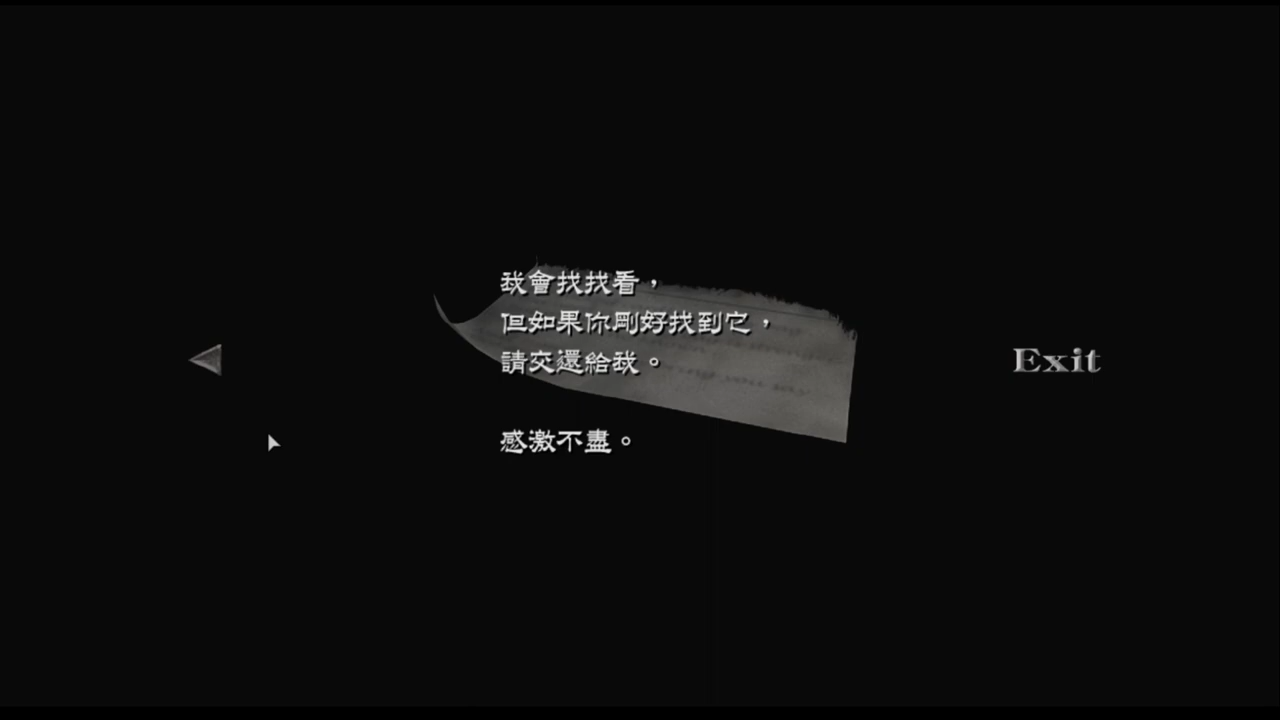 我會找找看，
但如果你剛好找到它，
請交還給我。
感激不盡。
Exit